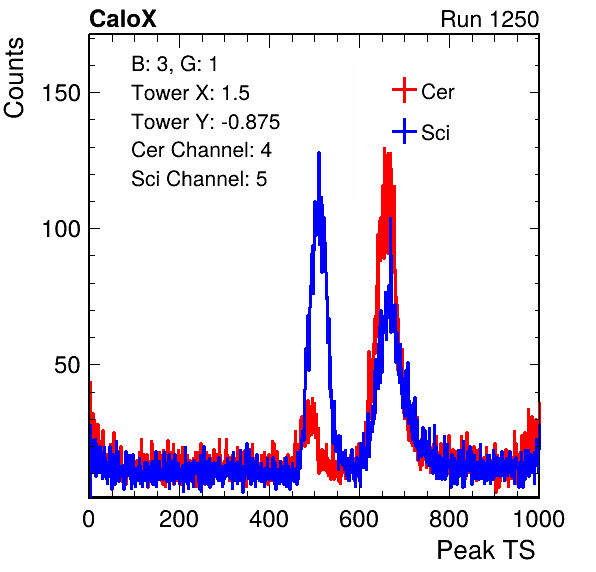 CaloX Run 1250
Counts
B: 3, G: 1
Tower X: 1.5
Tower Y: -0.875
Cer Channel: 4
Sci Channel: 5
Cer
Sci
150
100
50
0 200 400 600 800 1000
Peak TS